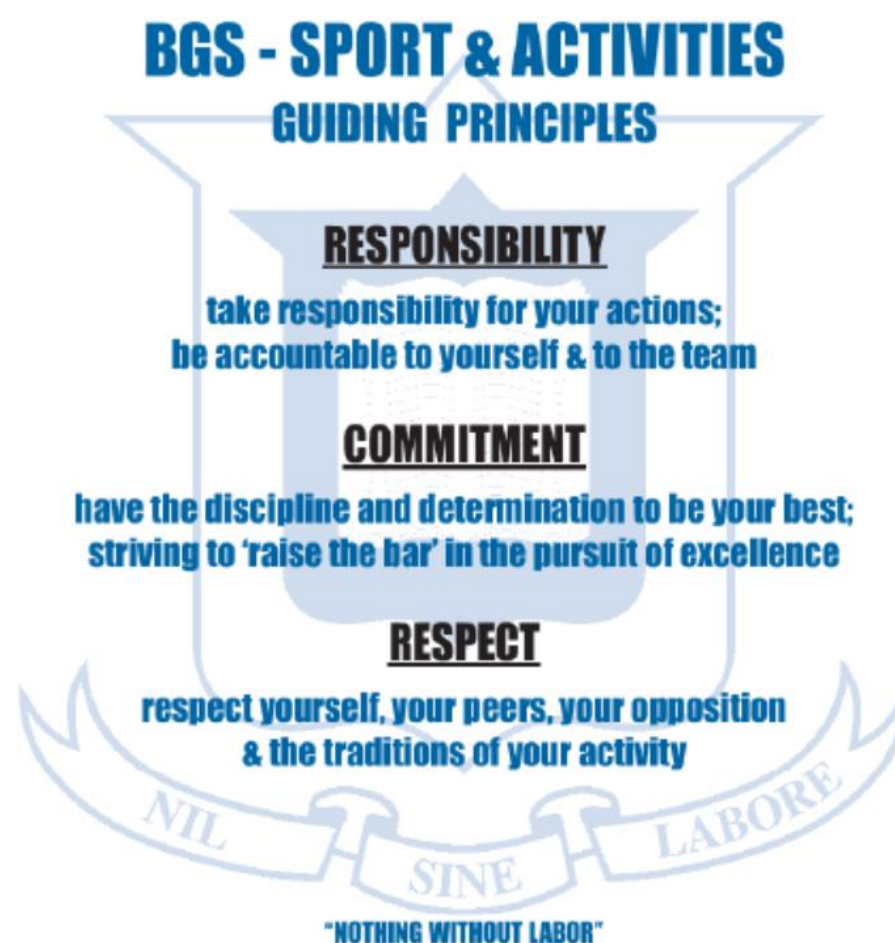 BGS - SPORT & ACTIVITIES
GUIDING PRINCIPLES
RESPONSIBILITY
take responsibility for your actions;
be accountable to yourself & to the team
COMMITMENT
have the discipline and determination to be your best;
striving to ‘raise the bar’ in the pursuit of excellence
RESPECT
respect yourself, your peers, your opposition
& the traditions of your activity
NIL SINE LABORE
"NOTHING WITHOUT LABOR"